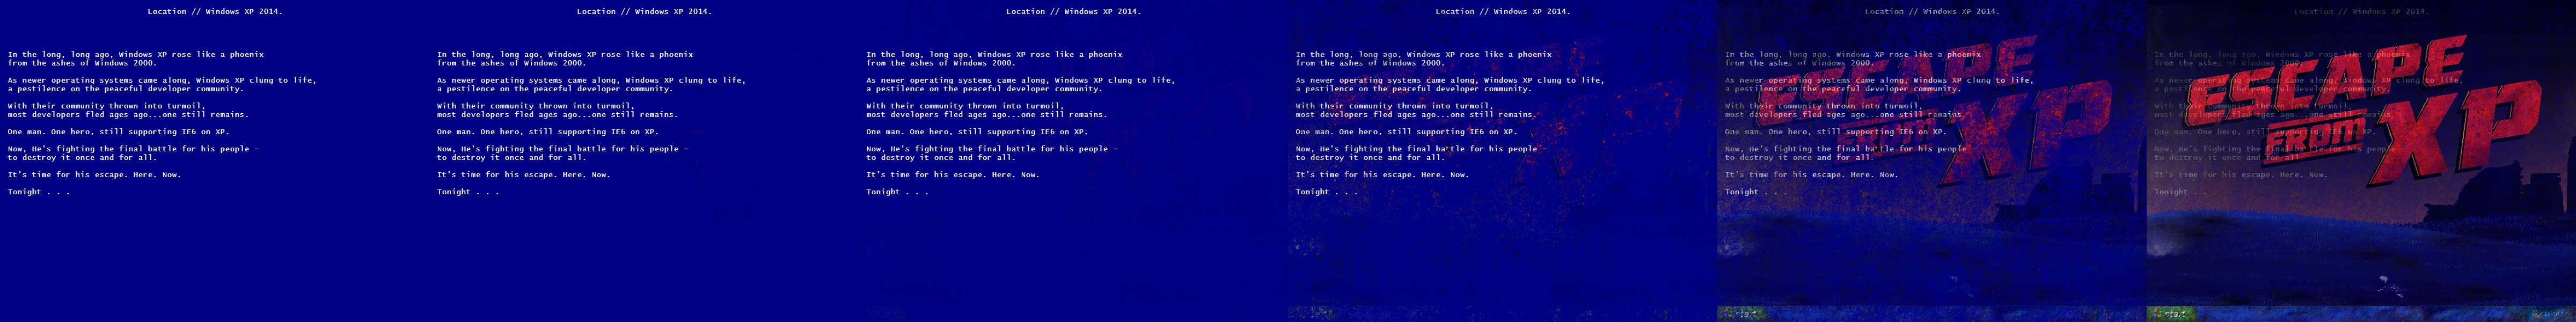 Location // Windows XP 2014.
In the long, long ago, Windows XP rose like a phoenix
from the ashes of Windows 2000.
As newer operating systems came along, Windows XP clung to life,
a pestilence on the peaceful developer community.
With their community thrown into turmoil,
most developers fled ages ago...one still remains.
One man. One hero, still supporting IE6 on XP.
Now, He's fighting the final battle for his people -
to destroy it once and for all.
It's time for his escape. Here. Now.
Tonight . . .
Location // Windows XP 2014.
In the long, long ago, Windows XP rose like a phoenix
from the ashes of Windows 2000.
As newer operating systems came along, Windows XP clung to life,
a pestilence on the peaceful developer community.
With their community thrown into turmoil,
most developers fled ages ago...one still remains.
One man. One hero, still supporting IE6 on XP.
Now, He's fighting the final battle for his people -
to destroy it once and for all.
It's time for his escape. Here. Now.
Tonight . . .
Location // Windows XP 2014.
In the long, long ago, Windows XP rose like a phoenix
from the ashes of Windows 2000.
As newer operating systems came along, Windows XP clung to life,
a pestilence on the peaceful developer community.
With their community thrown into turmoil,
most developers fled ages ago...one still remains.
One man. One hero, still supporting IE6 on XP.
Now, He's fighting the final battle for his people -
to destroy it once and for all.
It's time for his escape. Here. Now.
Tonight . . .
Location // Windows XP 2014.
In the long, long ago, Windows XP rose like a phoenix
from the ashes of Windows 2000.
As newer operating systems came along, Windows XP clung to life,
a pestilence on the peaceful developer community.
With their community thrown into turmoil,
most developers fled ages ago...one still remains.
One man. One hero, still supporting IE6 on XP.
Now, He's fighting the final battle for his people -
to destroy it once and for all.
It's time for his escape. Here. Now.
Tonight . . .
Location // Windows XP 2014.
In the long, long ago, Windows XP rose like a phoenix
from the ashes of Windows 2000.
As newer operating systems came along, Windows XP clung to life,
a pestilence on the peaceful developer community.
With their community thrown into turmoil,
most developers fled ages ago...one still remains.
One man. One hero, still supporting IE6 on XP.
Now, He's fighting the final battle for his people -
to destroy it once and for all.
It's time for his escape. Here. Now.
Tonight . . .
ESCAPE
FROM XP
start
Location // Windows XP 2014.
In the long, long ago, Windows XP rose like a phoenix
from the ashes of Windows 2000.
As newer operating systems came along, Windows XP clung to life,
a pestilence on the peaceful developer community.
With their community thrown into turmoil,
most developers fled ages ago...one still remains.
One man. One hero, still supporting IE6 on XP.
Now, He's fighting the final battle for his people -
to destroy it once and for all.
It's time for his escape. Here. Now.
Tonight . . .
ESCAPE
FROM XP
start